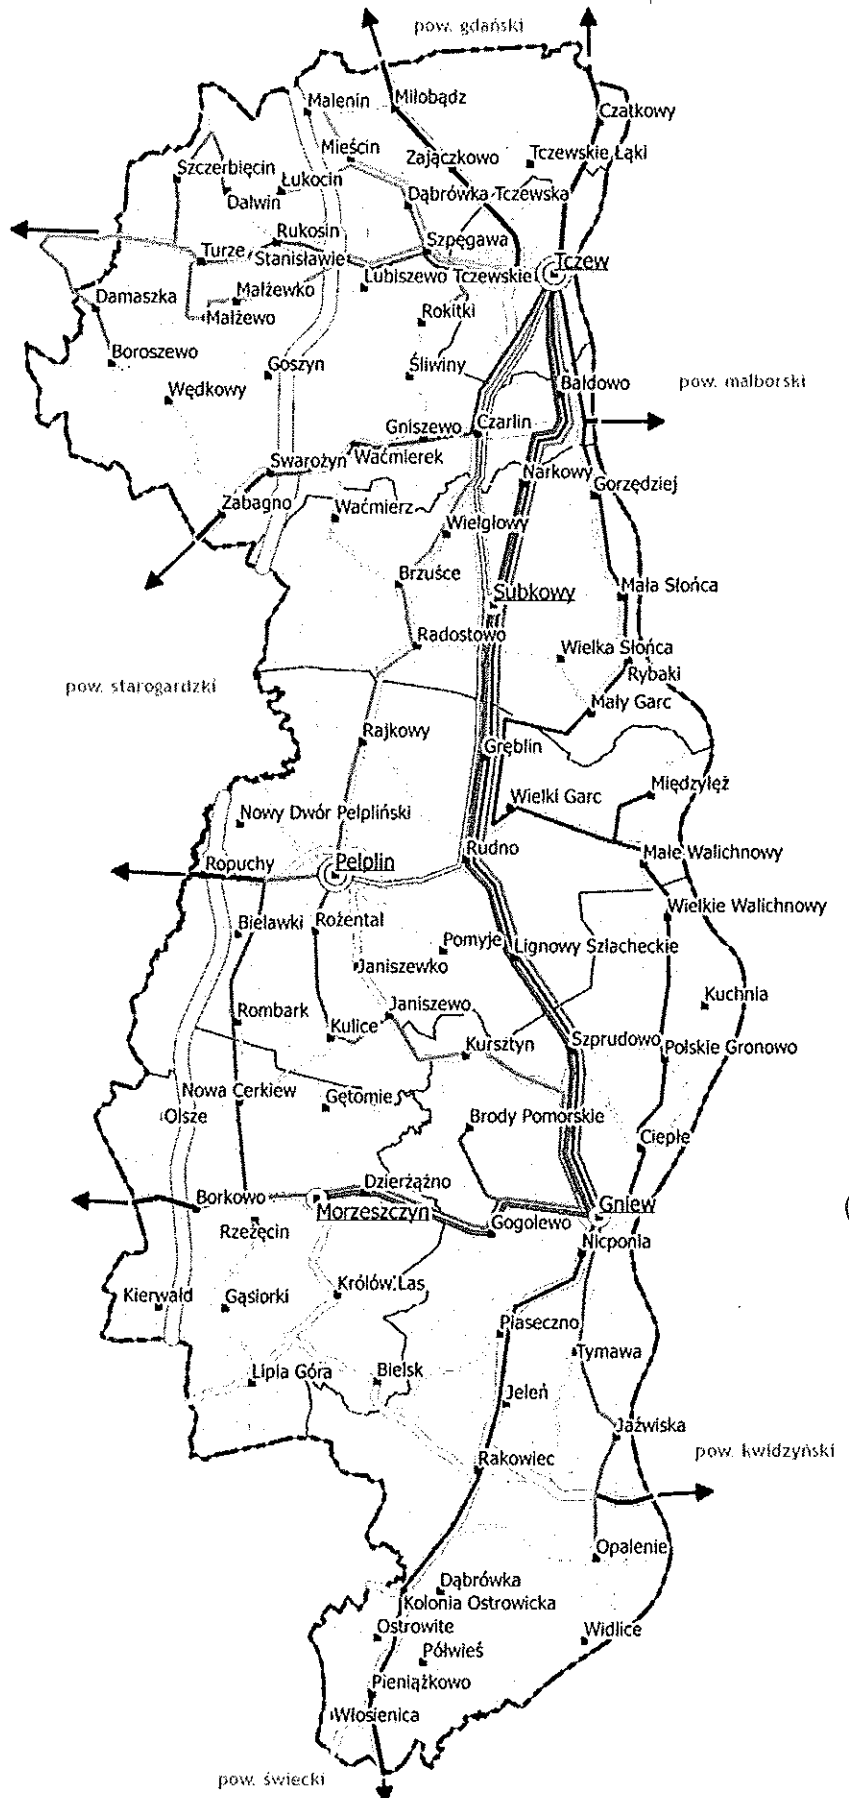 pow. gdański
Malenin
Miłobądz
Czatkowy
Mieścin
Zajączkowo
Tczewskie Łąki
Szczerbięcin
Dalwin
Łukocin
Dąbrówka Tczewska
Rukosin
Turze
Stanisławie
Szpęgawa
Lubiszewo Tczewskie
Tczew
Damaszka
Małżewko
Małżewo
Rokitki
Boroszewo
Goszyn
Śliwiny
Wędkowy
Bałdowo
pow. malborski
Gniszewo
Czarlin
Waćmierek
Swarożyn
Narkowy
Gorzędziej
Zabagno
Waćmierz
Wielgłowy
Brzuśce
Subkowy
Mała Słońca
Radostowo
Wielka Słońca
Rybaki
pow. starogardzki
Mały Garc
Rajkowy
Gręblin
Międzyłęż
Nowy Dwór Pelpliński
Wielki Garc
Ropuchy
Pelplin
Rudno
Małe Walichnowy
Wielkie Walichnowy
Bielawki
Rożental
Pomyje
Lignowy Szlacheckie
Janiszewko
Kuchnia
Rombark
Janiszewo
Kulice
Kursztyn
Szprudowo
Polskie Gronowo
Nowa Cerkiew
Gętomie
Olsze
Brody Pomorskie
Ciepłe
Borkowo
Dzierżążno
Morzeszczyn
Gniew
Rzeżęcin
Gogolewo
Nicponia
Kierwałd
Gąsiorki
Królów Las
Piaseczno
Tymawa
Lipia Góra
Bielsk
Jeleń
Jaźwiska
Rakowiec
pow. kwidzyński
Opalenie
Dąbrówka
Kolonia Ostrowicka
Ostrowite
Widlice
Półwieś
Pieniążkowo
Włosienica
pow. świecki